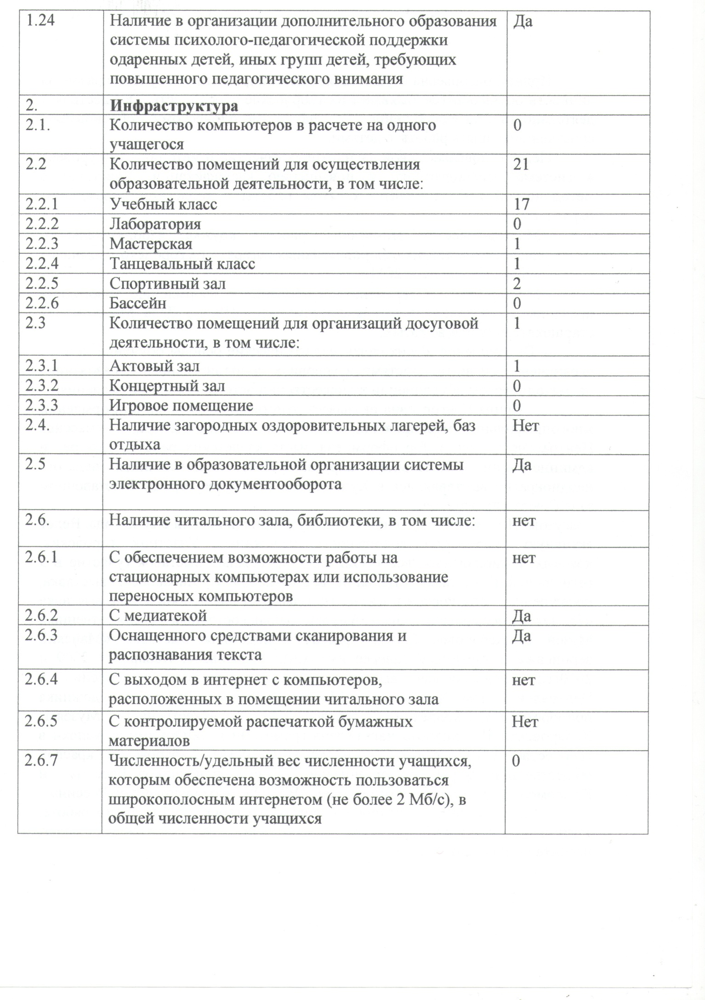 1.24 Наличие в организации дополнительного образования Да
системы психолого-педагогической поддержки
одаренных детей, иных групп детей, требующих
повышенного педагогического внимания
2. Инфраструктура
2.1. Количество компьютеров в расчете на одного 0
учащегося
2.2 Количество помещений для осуществления 21
образовательной деятельности, в том числе:
2.2.1 Учебный класс 17
2.2.2 Лаборатория 0
2.2.3 Мастерская 1
2.2.4 Танцевальный класс 1
2.2.5 Спортивный зал 2
2.2.6 Бассейн 0
2.3 Количество помещений для организаций досуговой 1
деятельности, в том числе:
2.3.1 Актовый зал 1
2.3.2 Концертный зал 0
2.3.3 Игровое помещение 0
2.4. Наличие загородных оздоровительных лагерей, баз Нет
отдыха
2.5 Наличие в образовательной организации системы Да
электронного документооборота
2.6. Наличие читального зала, библиотеки, в том числе: нет
2.6.1 С обеспечением возможности работы на нет
стационарных компьютерах или использование
переносных компьютеров
2.6.2 С медиатекой Да
2.6.3 Оснащенного средствами сканирования и Да
распознавания текста
2.6.4 С выходом в интернет с компьютеров, нет
расположенных в помещении читального зала
2.6.5 С контролируемой распечаткой бумажных Нет
материалов
2.6.7 Численность/удельный вес численности учащихся, 0
которым обеспечена возможность пользоваться
широкополосным интернетом (не более 2 Мб/с), в
общей численности учащихся